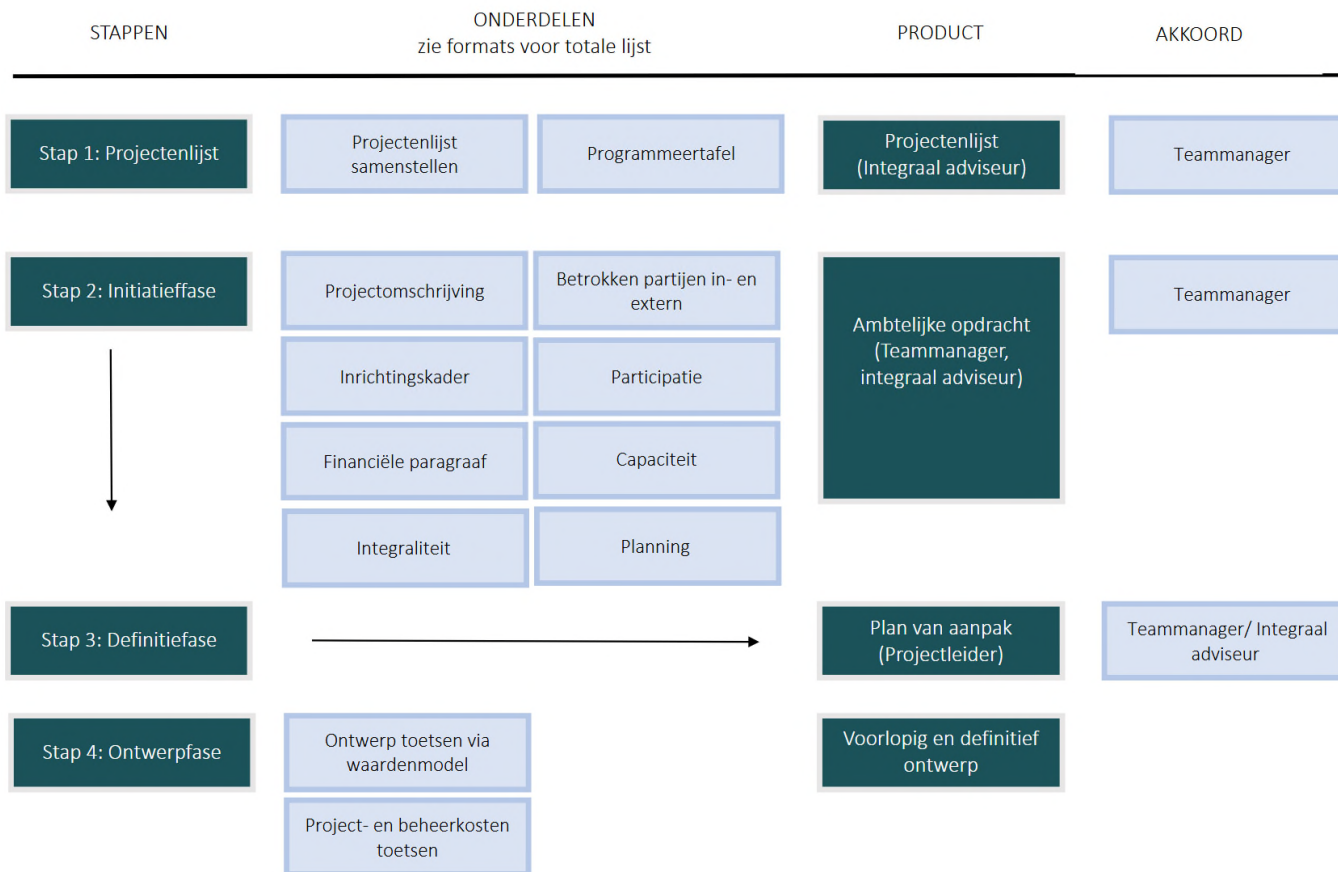 STAPPEN
ONDERDELEN
zie formats voor totale lijst
PRODUCT
AKKOORD
Stap 1: Projectenlijst
Projectenlijst
samenstellen
Programmeertafel
Projectenlijst
(Integraal adviseur)
Teammanager
Stap 2: Initiatieffase
Projectomschrijving
Betrokken partijen in- en
extern
Ambtelijke opdracht
(Teammanager,
integraal adviseur)
Teammanager
Inrichtingskader
Participatie
Financiële paragraaf
Capaciteit
Integraliteit
Planning
Stap 3: Definitiefase
Plan van aanpak
(Projectleider)
Teammanager/ Integraal
adviseur
Stap 4: Ontwerpfase
Ontwerp toetsen via
waardenmodel
Voorlopig en definitief
ontwerp
Project- en beheerkosten
toetsen